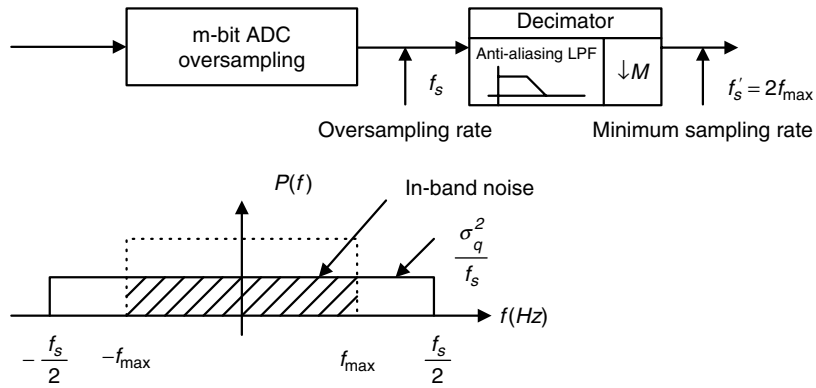 m-bit ADC
oversampling
Decimator
Anti-aliasing LPF
↓M
f_s
f_s' = 2f_max
Oversampling rate
Minimum sampling rate
P(f)
In-band noise
σ_q^2 / f_s
f(Hz)
- f_s / 2
-f_max
f_max
f_s / 2